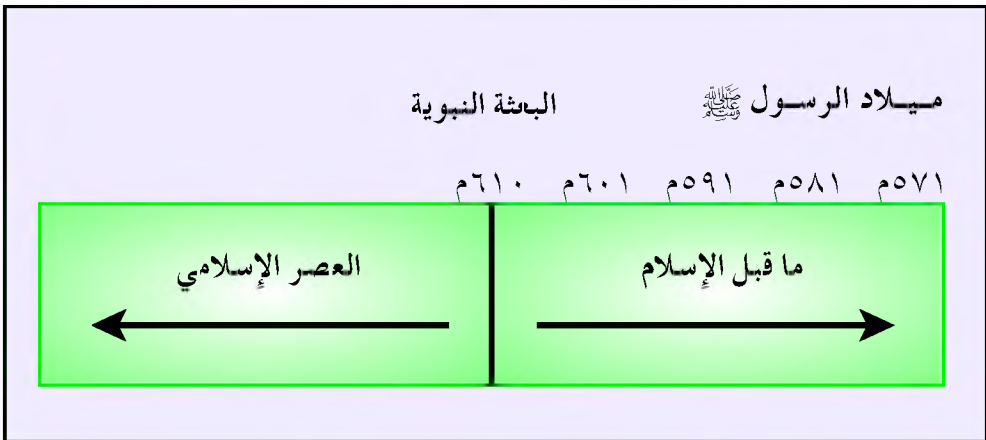 ميلاد الرسول ﷺ البعثة النبوية
٥٧١م ٥٨١م ٥٩١م ٦٠١م ٦١٠م
ما قبل الإسلام العصر الإسلامي